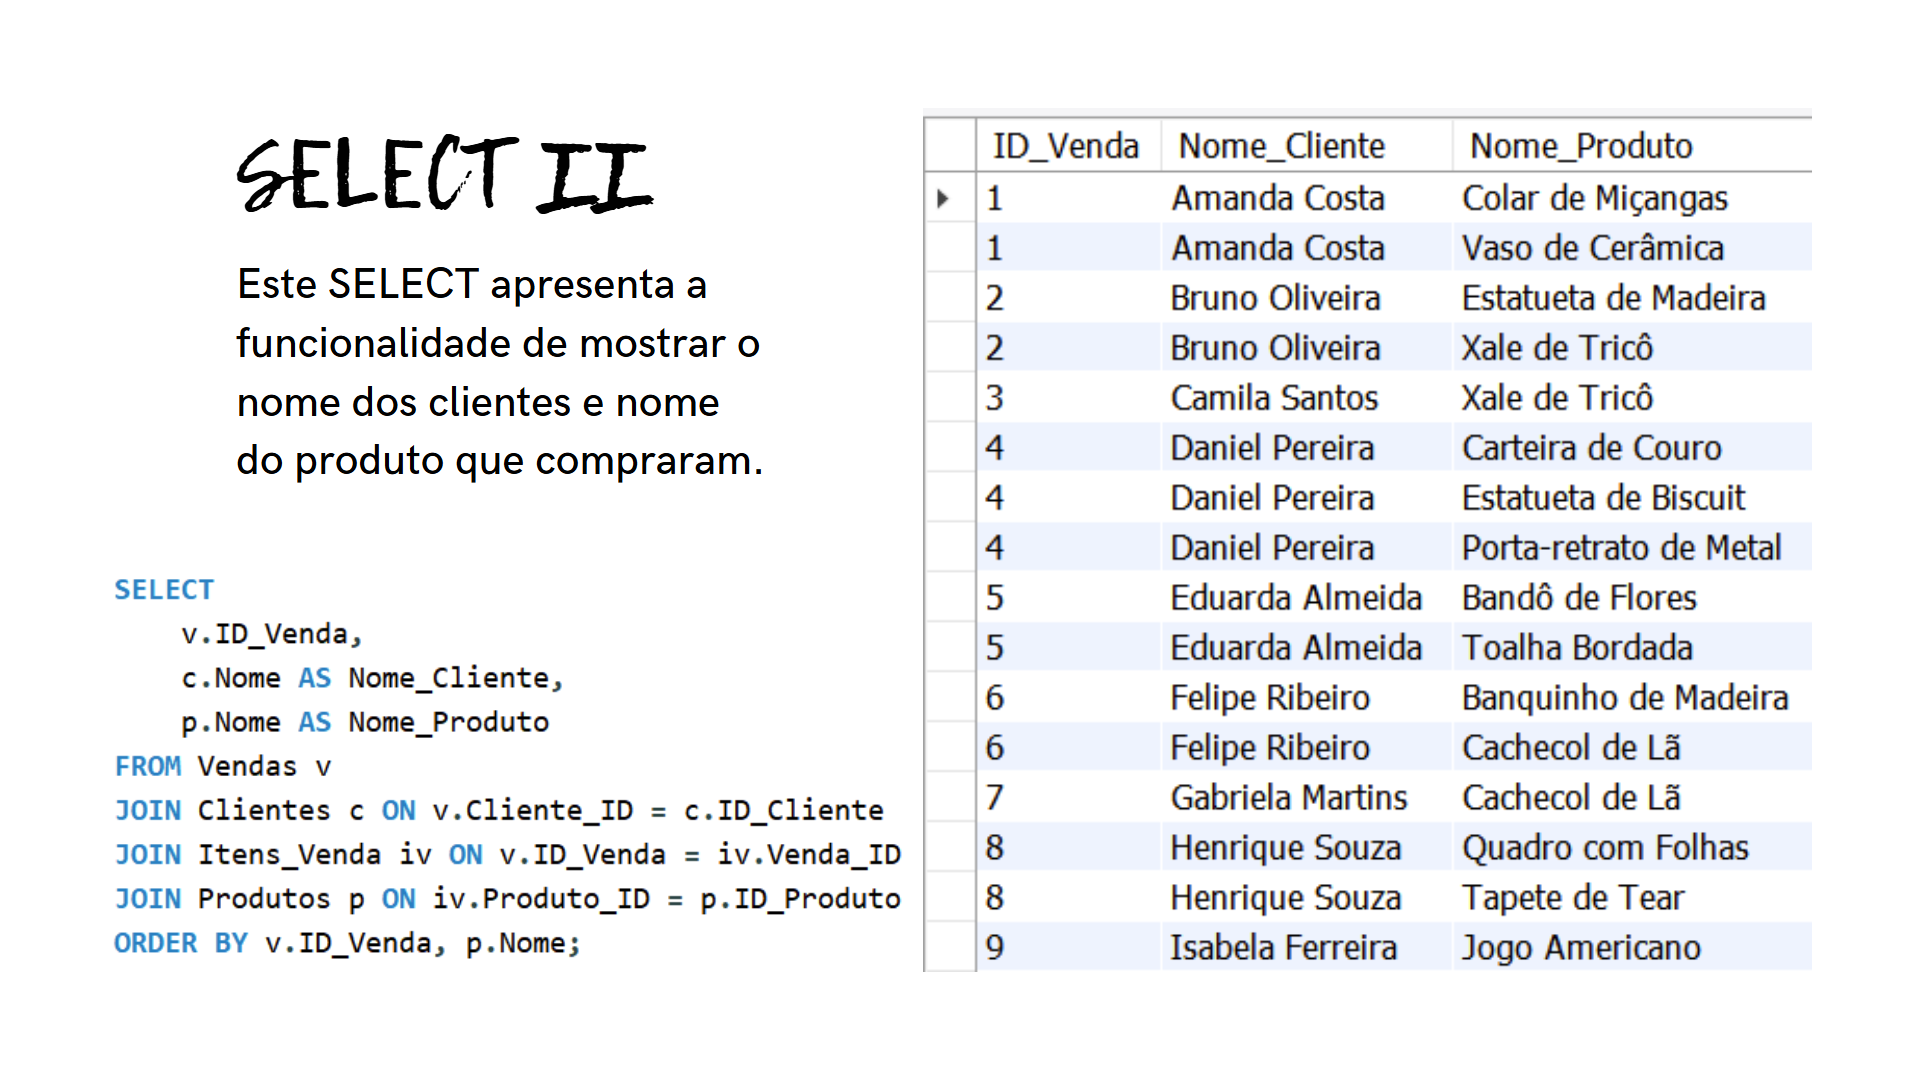 SELECT II
Este SELECT apresenta a
funcionalidade de mostrar o
nome dos clientes e nome
do produto que compraram.
SELECT
    v.ID_Venda,
    c.Nome AS Nome_Cliente,
    p.Nome AS Nome_Produto
FROM Vendas v
JOIN Clientes c ON v.Cliente_ID = c.ID_Cliente
JOIN Itens_Venda iv ON v.ID_Venda = iv.Venda_ID
JOIN Produtos p ON iv.Produto_ID = p.ID_Produto
ORDER BY v.ID_Venda, p.Nome;
ID_Venda Nome_Cliente Nome_Produto
1 Amanda Costa Colar de Miçangas
1 Amanda Costa Vaso de Cerâmica
2 Bruno Oliveira Estatueta de Madeira
2 Bruno Oliveira Xale de Tricô
3 Camila Santos Xale de Tricô
4 Daniel Pereira Carteira de Couro
4 Daniel Pereira Estatueta de Biscuit
4 Daniel Pereira Porta-retrato de Metal
5 Eduarda Almeida Bandô de Flores
5 Eduarda Almeida Toalha Bordada
6 Felipe Ribeiro Banquinho de Madeira
6 Felipe Ribeiro Cachecol de Lã
7 Gabriela Martins Cachecol de Lã
8 Henrique Souza Quadro com Folhas
8 Henrique Souza Tapete de Tear
9 Isabela Ferreira Jogo Americano